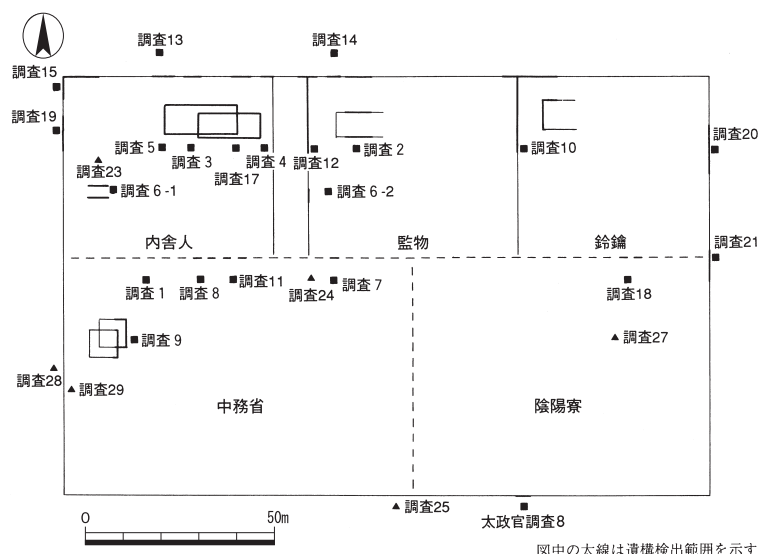 調査13
調査14
調査15
調査19
調査20
調査5
調査3
調査4
調査12
調査2
調査10
調査23
調査17
調査6-1
調査6-2
内舎人
監物
鈴鑰
調査21
調査1
調査8
調査11
調査24
調査7
調査18
調査9
調査27
調査28
調査29
中務省
陰陽寮
調査25
太政官調査8
0
50m
図中の太線は遺構検出範囲を示す